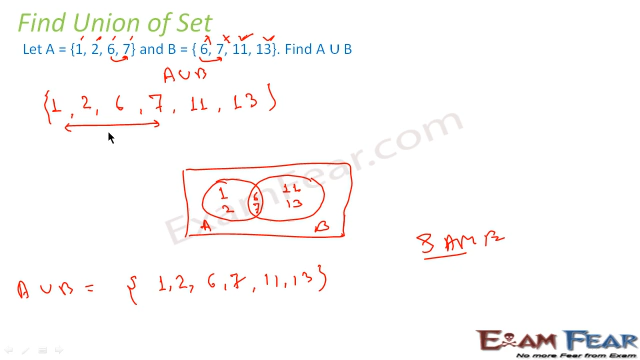 Find Union of Set
Let A = {1, 2, 6, 7} and B = { 6, 7, 11, 13}. Find A ∪ B
A∪B
{1, 2, 6, 7, 11, 13}
ExamFear.com
1 6 11
2 7 13
A B
A ∪ B = { 1, 2, 6, 7, 11, 13}
EXAM FEAR
No more Fear from Exam